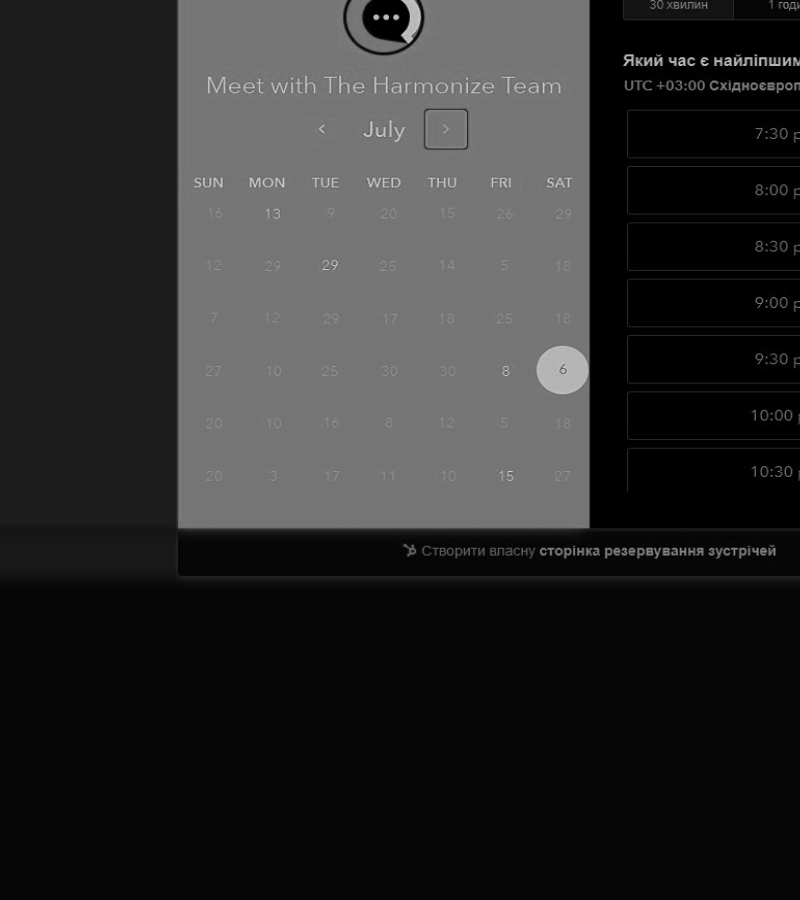 30 хвилин
1 годи
Meet with The Harmonize Team
Який час є найліпшим
UTC +03:00 Східноєвроп
July
7:30
SUN MON TUE WED THU FRI SAT
16 13 9 20 15 26 29
8:00
8:30
12 29 29 25 14 5 18
9:00
7 12 29 17 18 25 18
9:30
27 10 25 30 30 8 6
10:00
20 10 16 8 12 5 18
10:30
20 3 17 11 10 15 27
Створити власну сторінка резервування зустрічей